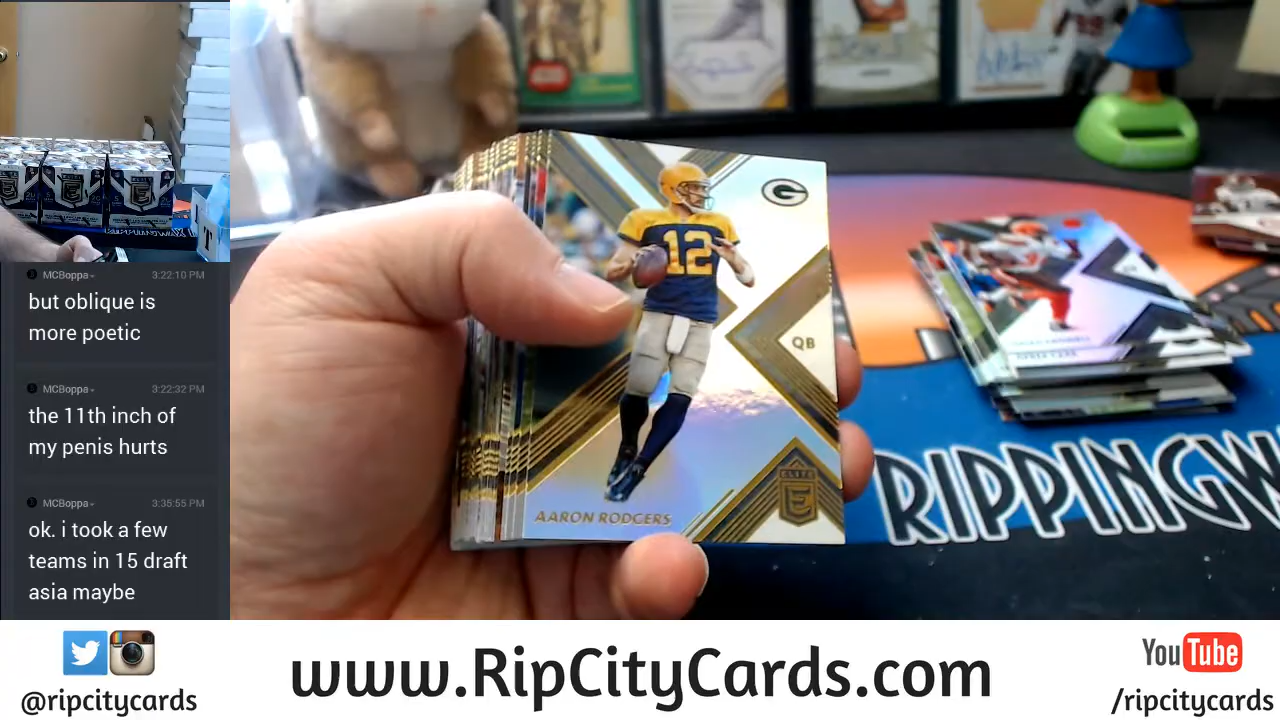 MCBoppa 3:22:10 PM
but oblique is
more poetic
MCBoppa 3:22:32 PM
the 11th inch of
my penis hurts
MCBoppa 3:35:55 PM
ok. i took a few
teams in 15 draft
asia maybe
G
12
QB
ELITE
E
AARON RODGERS
RIPPINGW
www.RipCityCards.com
@ripcitycards
YouTube
/ripcitycards